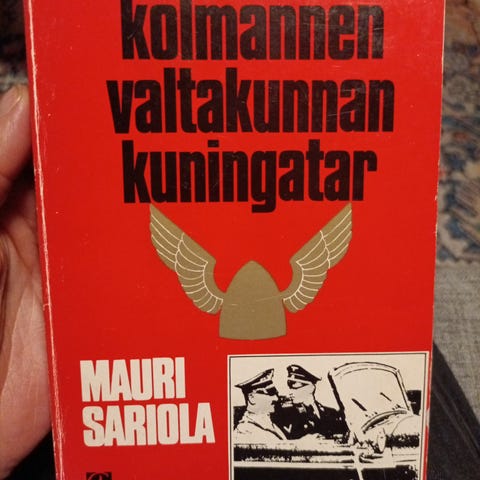 kolmannen
valtakunnan
kuningatar
MAURI
SARIOLA